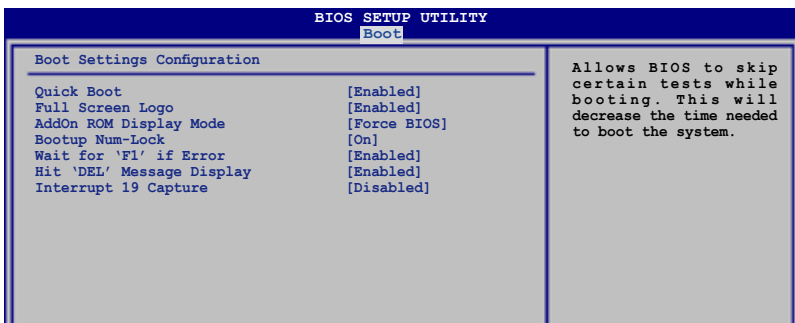 BIOS SETUP UTILITY
Boot
Boot Settings Configuration
Quick Boot [Enabled]
Full Screen Logo [Enabled]
AddOn ROM Display Mode [Force BIOS]
Bootup Num-Lock [On]
Wait for ‘F1’ if Error [Enabled]
Hit ‘DEL’ Message Display [Enabled]
Interrupt 19 Capture [Disabled]
Allows BIOS to skip
certain tests while
booting. This will
decrease the time needed
to boot the system.